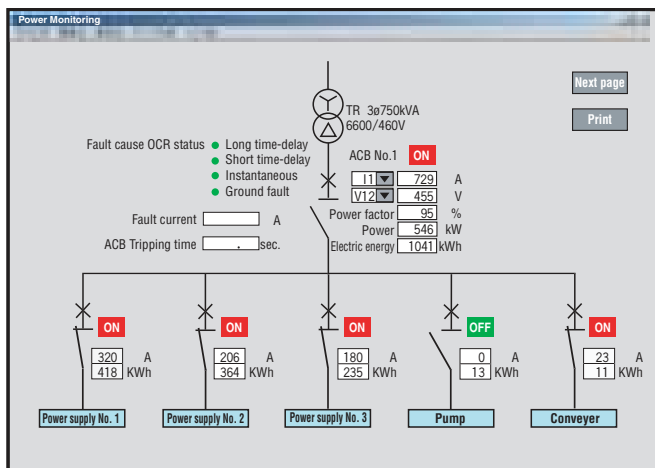 Power Monitoring
Next page
Print
TR 3ø750kVA
6600/460V
Fault cause OCR status
Long time-delay
Short time-delay
Instantaneous
Ground fault
ACB No.1 ON
I1 729 A
V12 455 V
Power factor 95 %
Power 546 kW
Electric energy 1041 kWh
Fault current A
ACB Tripping time . sec.
ON ON ON OFF ON
320 A 206 A 180 A 0 A 23 A
418 KWh 364 KWh 235 KWh 13 KWh 11 KWh
Power supply No. 1 Power supply No. 2 Power supply No. 3 Pump Conveyer